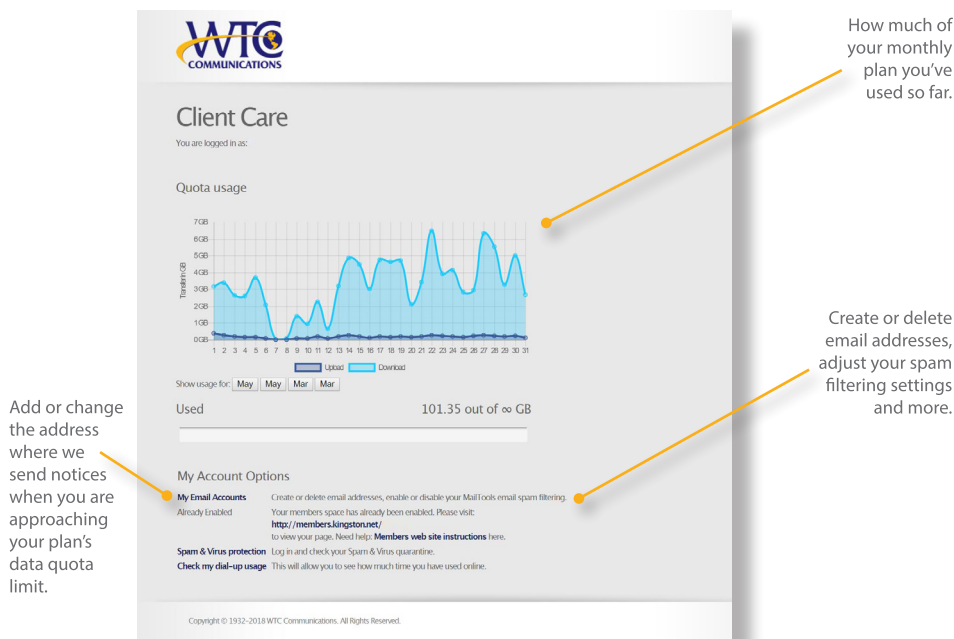 WTC
COMMUNICATIONS
How much of
your monthly
plan you've
used so far.
Client Care
You are logged in as:
Quota usage
Transfer in GB
7GB
6GB
5GB
4GB
3GB
2GB
1GB
0GB
1 2 3 4 5 6 7 8 9 10 11 12 13 14 15 16 17 18 19 20 21 22 23 24 25 26 27 28 29 30 31
Upload Download
Show usage for: May May Mar Mar
Used 101.35 out of ∞ GB
Create or delete
email addresses,
adjust your spam
filtering settings
and more.
Add or change
the address
where we
send notices
when you are
approaching
your plan's
data quota
limit.
My Account Options
My Email Accounts Create or delete email addresses, enable or disable your MailTools email spam filtering.
Already Enabled Your members space has already been enabled. Please visit:
http://members.kingston.net/
to view your page. Need help: Members web site instructions here.
Spam & Virus protection Log in and check your Spam & Virus quarantine.
Check my dial-up usage This will allow you to see how much time you have used online.
Copyright © 1932-2018 WTC Communications. All Rights Reserved.